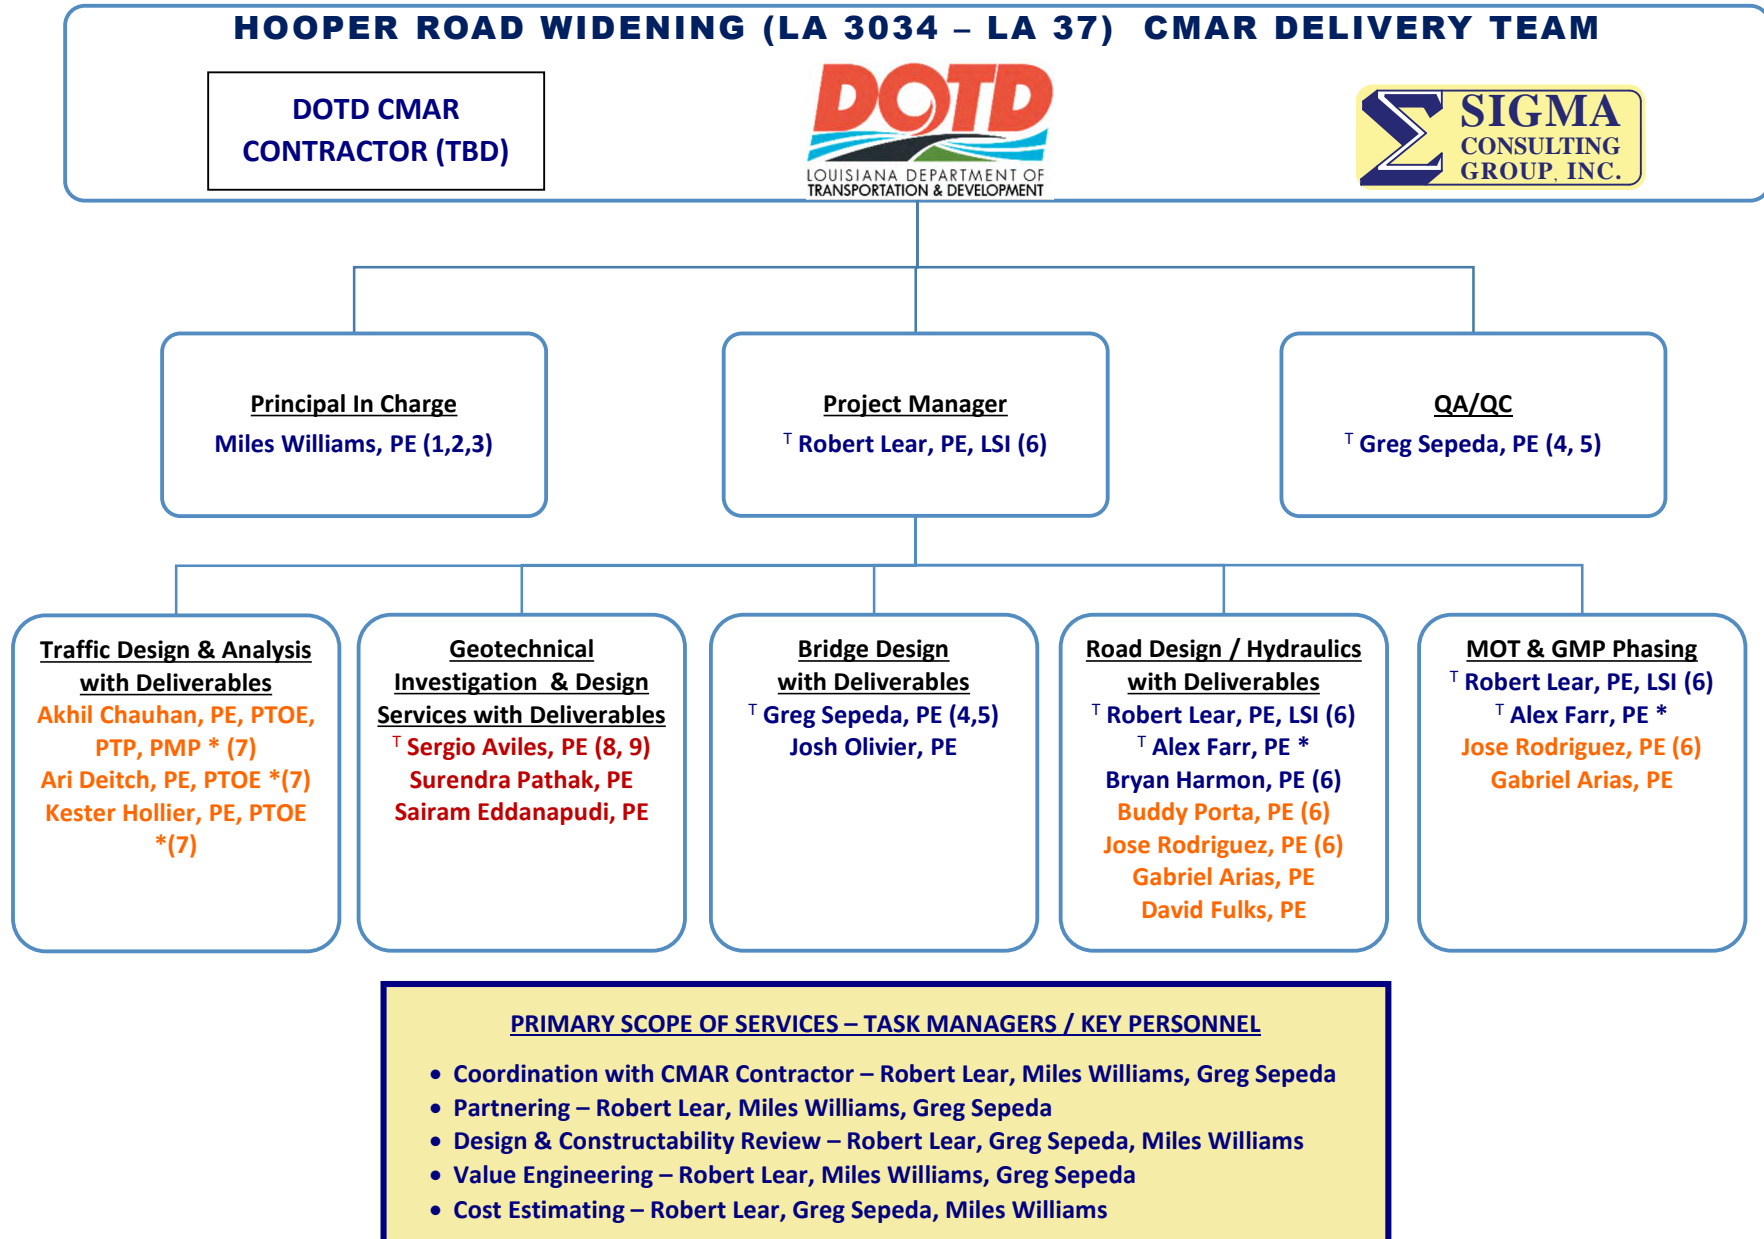 HOOPER ROAD WIDENING (LA 3034 – LA 37) CMAR DELIVERY TEAM
DOTD CMAR
CONTRACTOR (TBD)
DOTD
LOUISIANA DEPARTMENT OF
TRANSPORTATION & DEVELOPMENT
Σ SIGMA
CONSULTING
GROUP, INC.
Principal In Charge
Miles Williams, PE (1,2,3)
Project Manager
T Robert Lear, PE, LSI (6)
QA/QC
T Greg Sepeda, PE (4, 5)
Traffic Design & Analysis
with Deliverables
Akhil Chauhan, PE, PTOE,
PTP, PMP * (7)
Ari Deitch, PE, PTOE *(7)
Kester Hollier, PE, PTOE
*(7)
Geotechnical
Investigation & Design
Services with Deliverables
T Sergio Aviles, PE (8, 9)
Surendra Pathak, PE
Sairam Eddanapudi, PE
Bridge Design
with Deliverables
T Greg Sepeda, PE (4,5)
Josh Olivier, PE
Road Design / Hydraulics
with Deliverables
T Robert Lear, PE, LSI (6)
T Alex Farr, PE *
Bryan Harmon, PE (6)
Buddy Porta, PE (6)
Jose Rodriguez, PE (6)
Gabriel Arias, PE
David Fulks, PE
MOT & GMP Phasing
T Robert Lear, PE, LSI (6)
T Alex Farr, PE *
Jose Rodriguez, PE (6)
Gabriel Arias, PE
PRIMARY SCOPE OF SERVICES – TASK MANAGERS / KEY PERSONNEL
• Coordination with CMAR Contractor – Robert Lear, Miles Williams, Greg Sepeda
• Partnering – Robert Lear, Miles Williams, Greg Sepeda
• Design & Constructability Review – Robert Lear, Greg Sepeda, Miles Williams
• Value Engineering – Robert Lear, Miles Williams, Greg Sepeda
• Cost Estimating – Robert Lear, Greg Sepeda, Miles Williams